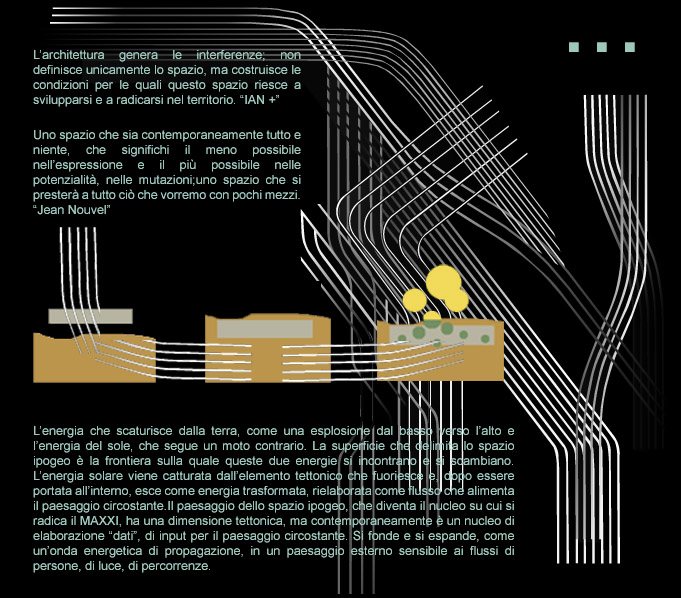 L'architettura genera le interferenze; non
definisce unicamente lo spazio, ma costruisce le
condizioni per le quali questo spazio riesce a
svilupparsi e a radicarsi nel territorio. “IAN +”
Uno spazio che sia contemporaneamente tutto e
niente, che significhi il meno possibile
nell'espressione e il più possibile nelle
potenzialità, nelle mutazioni;uno spazio che si
presterà a tutto ciò che vorremo con pochi mezzi.
“Jean Nouvel”
L'energia che scaturisce dalla terra, come una esplosione dal basso verso l'alto e
l'energia del sole, che segue un moto contrario. La superficie che delimita lo spazio
ipogeo è la frontiera sulla quale queste due energie si incontrano e si scambiano.
L'energia solare viene catturata dall'elemento tettonico che fuoriesce e, dopo essere
portata all'interno, esce come energia trasformata, rielaborata come flusso che alimenta
il paesaggio circostante.Il paesaggio dello spazio ipogeo, che diventa il nucleo su cui si
radica il MAXXI, ha una dimensione tettonica, ma contemporaneamente è un nucleo di
elaborazione “dati”, di input per il paesaggio circostante. Si fonde e si espande, come
un'onda energetica di propagazione, in un paesaggio esterno sensibile ai flussi di
persone, di luce, di percorrenze.